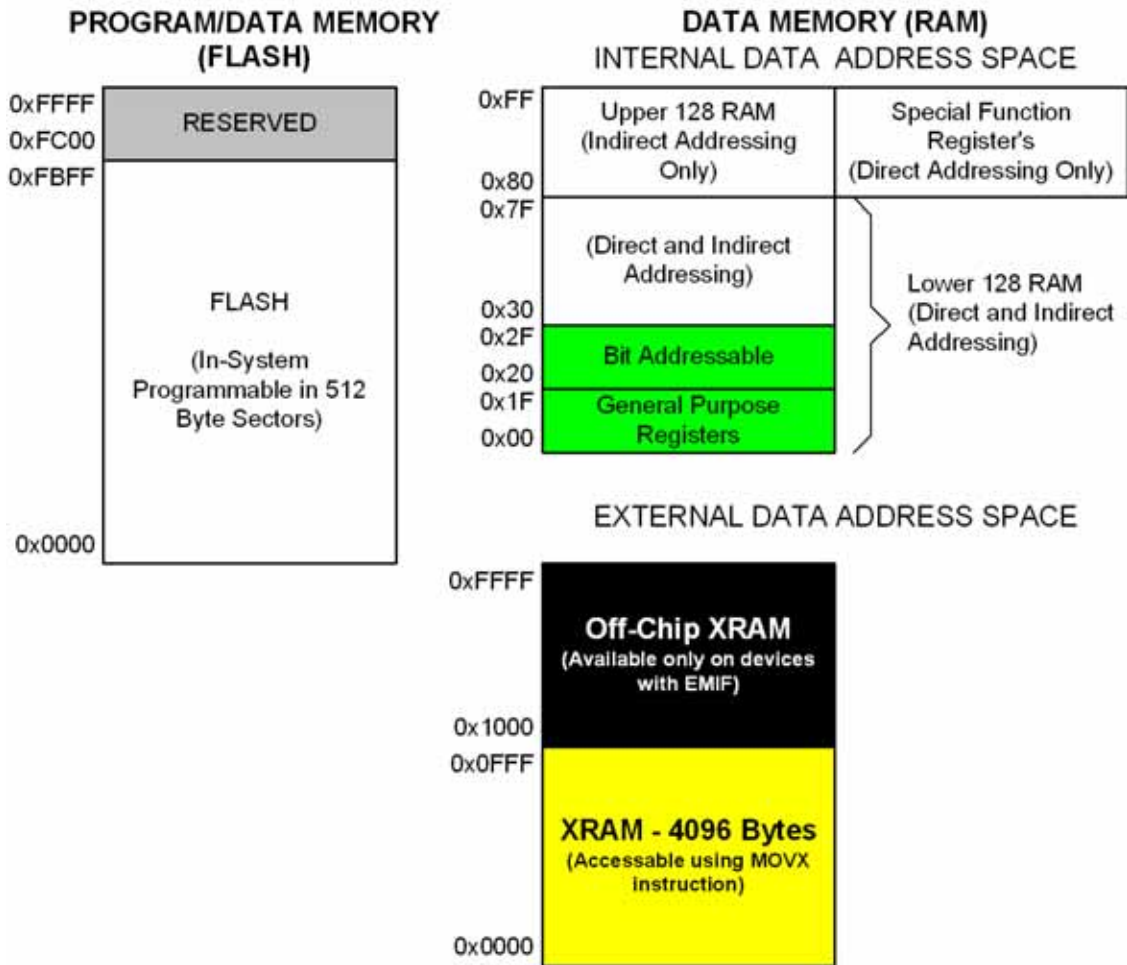 PROGRAM/DATA MEMORY
(FLASH)
0xFFFF
RESERVED
0xFC00
0xFBFF
FLASH
(In-System
Programmable in 512
Byte Sectors)
0x0000
DATA MEMORY (RAM)
INTERNAL DATA ADDRESS SPACE
0xFF
Upper 128 RAM
(Indirect Addressing
Only)
0x80
Special Function
Register's
(Direct Addressing Only)
0x7F
(Direct and Indirect
Addressing)
0x30
Lower 128 RAM
(Direct and Indirect
Addressing)
0x2F
Bit Addressable
0x20
0x1F
General Purpose
Registers
0x00
EXTERNAL DATA ADDRESS SPACE
0xFFFF
Off-Chip XRAM
(Available only on devices
with EMIF)
0x1000
0x0FFF
XRAM - 4096 Bytes
(Accessable using MOVX
instruction)
0x0000